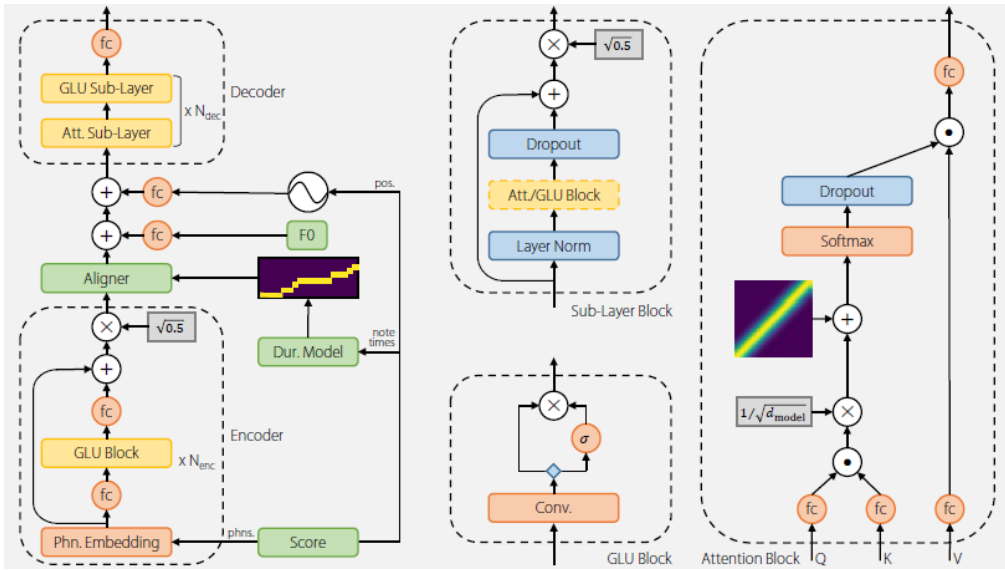 fc
GLU Sub-Layer
Att. Sub-Layer
x N_dec
Decoder
+
fc
pos.
+
fc
F0
Aligner
×
√0.5
Dur. Model
note
times
+
fc
Encoder
GLU Block
x N_enc
fc
Phn. Embedding
phns.
Score
×
√0.5
+
Dropout
Att./GLU Block
Layer Norm
Sub-Layer Block
×
σ
Conv.
GLU Block
fc
Dropout
Softmax
+
1/√d_model
×
fc
fc
fc
Attention Block
Q
K
V